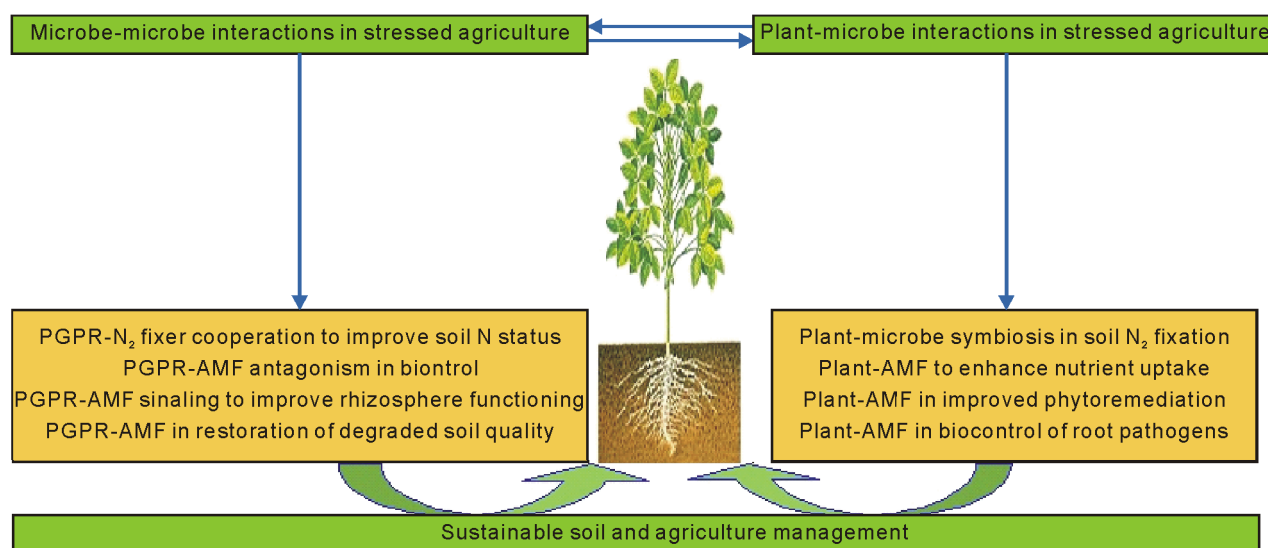 Microbe-microbe interactions in stressed agriculture
Plant-microbe interactions in stressed agriculture
PGPR-N₂ fixer cooperation to improve soil N status
PGPR-AMF antagonism in biontrol
PGPR-AMF sinaling to improve rhizosphere functioning
PGPR-AMF in restoration of degraded soil quality
Plant-microbe symbiosis in soil N₂ fixation
Plant-AMF to enhance nutrient uptake
Plant-AMF in improved phytoremediation
Plant-AMF in biocontrol of root pathogens
Sustainable soil and agriculture management